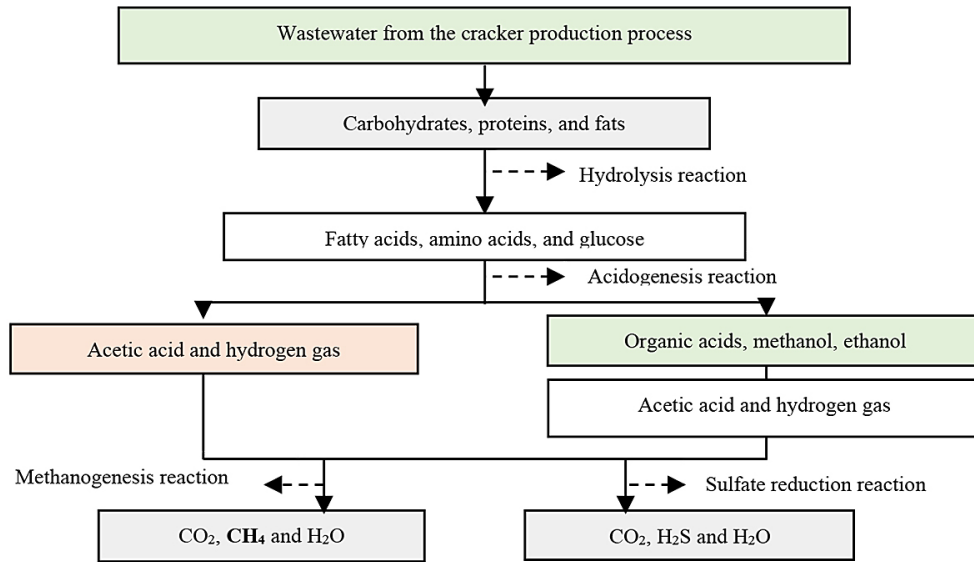 Wastewater from the cracker production process
Carbohydrates, proteins, and fats
Hydrolysis reaction
Fatty acids, amino acids, and glucose
Acidogenesis reaction
Acetic acid and hydrogen gas
Organic acids, methanol, ethanol
Acetic acid and hydrogen gas
Methanogenesis reaction
Sulfate reduction reaction
CO₂, CH₄ and H₂O
CO₂, H₂S and H₂O